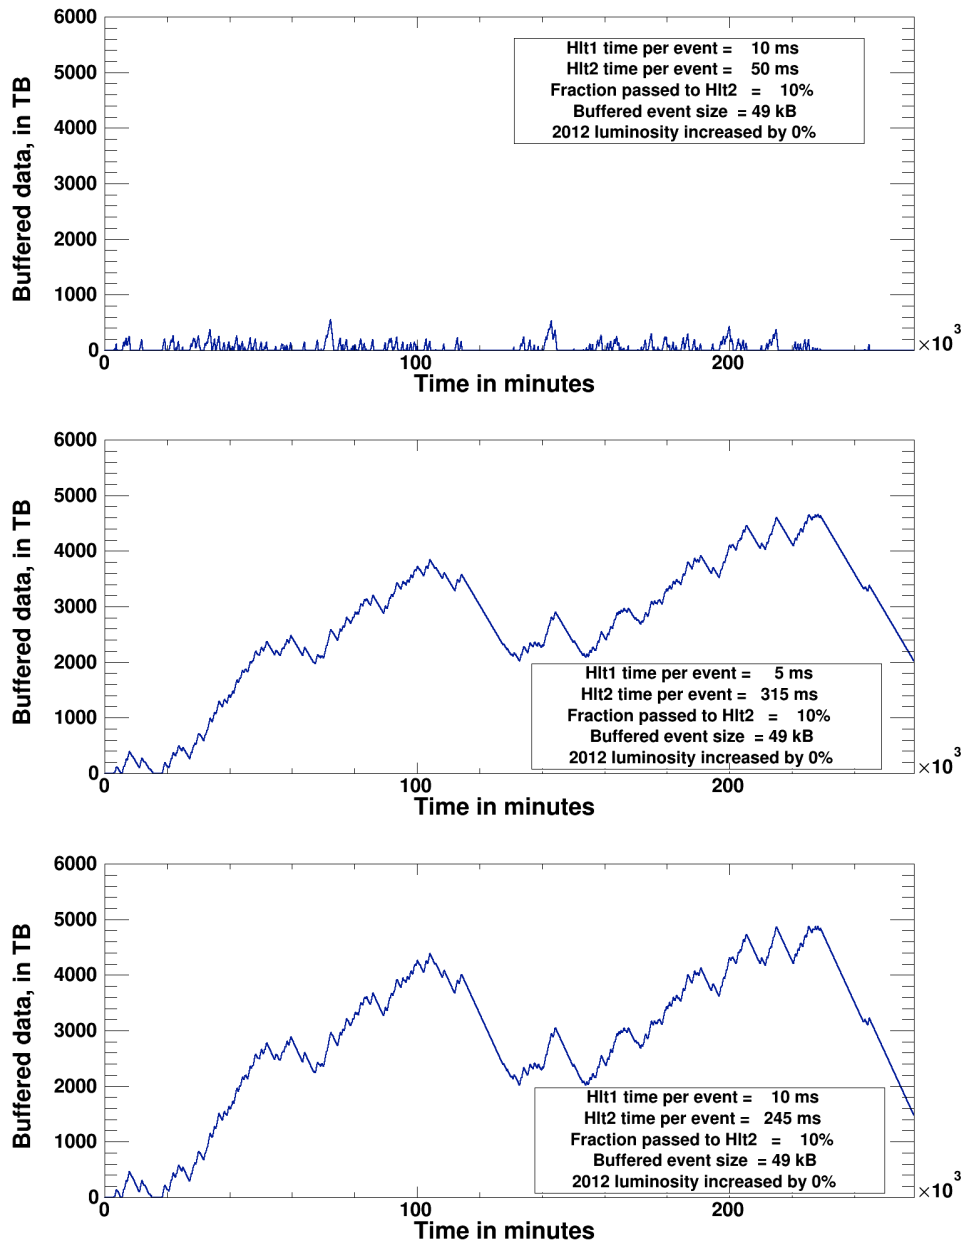 6000
5000
4000
3000
2000
1000
0
Buffered data, in TB
Hlt1 time per event = 10 ms
Hlt2 time per event = 50 ms
Fraction passed to Hlt2 = 10%
Buffered event size = 49 kB
2012 luminosity increased by 0%
0 100 200
×10³
Time in minutes
6000
5000
4000
3000
2000
1000
0
Buffered data, in TB
Hlt1 time per event = 5 ms
Hlt2 time per event = 315 ms
Fraction passed to Hlt2 = 10%
Buffered event size = 49 kB
2012 luminosity increased by 0%
0 100 200
×10³
Time in minutes
6000
5000
4000
3000
2000
1000
0
Buffered data, in TB
Hlt1 time per event = 10 ms
Hlt2 time per event = 245 ms
Fraction passed to Hlt2 = 10%
Buffered event size = 49 kB
2012 luminosity increased by 0%
0 100 200
×10³
Time in minutes